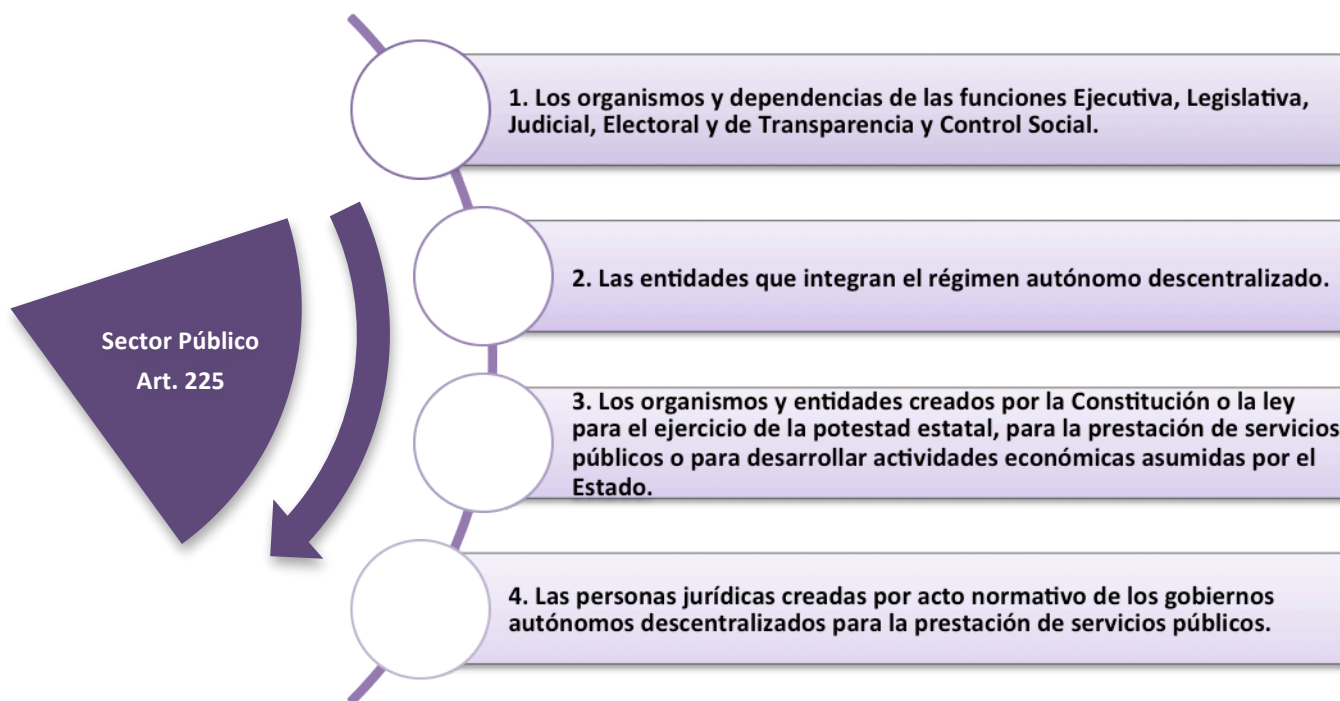 Sector Público
Art. 225
1. Los organismos y dependencias de las funciones Ejecutiva, Legislativa,
Judicial, Electoral y de Transparencia y Control Social.
2. Las entidades que integran el régimen autónomo descentralizado.
3. Los organismos y entidades creados por la Constitución o la ley
para el ejercicio de la potestad estatal, para la prestación de servicios
públicos o para desarrollar actividades económicas asumidas por el
Estado.
4. Las personas jurídicas creadas por acto normativo de los gobiernos
autónomos descentralizados para la prestación de servicios públicos.